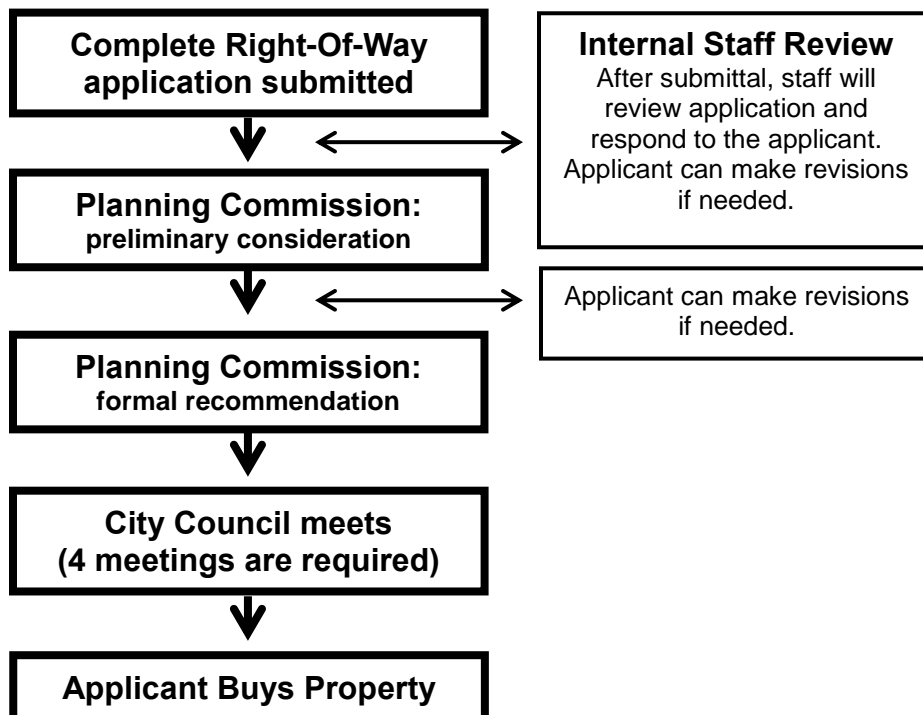 Complete Right-Of-Way
application submitted
Internal Staff Review
After submittal, staff will
review application and
respond to the applicant.
Applicant can make revisions
if needed.
Planning Commission:
preliminary consideration
Applicant can make revisions
if needed.
Planning Commission:
formal recommendation
City Council meets
(4 meetings are required)
Applicant Buys Property